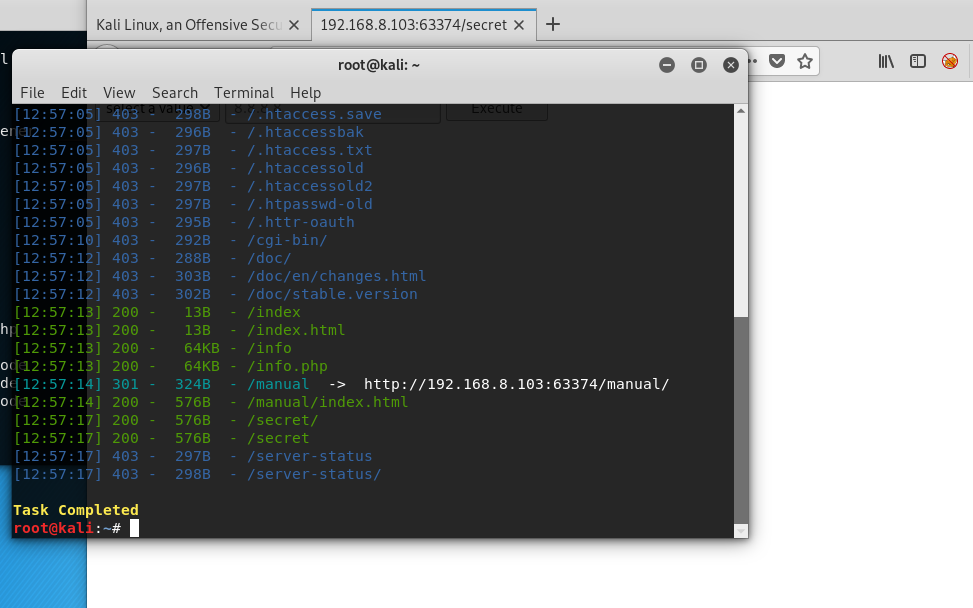 Kali Linux, an Offensive Secu
192.168.8.103:63374/secret
root@kali: ~
File Edit View Search Terminal Help
Execute
[12:57:05] 403 - 298B - /.htaccess.save
[12:57:05] 403 - 296B - /.htaccessbak
[12:57:05] 403 - 297B - /.htaccess.txt
[12:57:05] 403 - 296B - /.htaccessold
[12:57:05] 403 - 297B - /.htaccessold2
[12:57:05] 403 - 297B - /.htpasswd-old
[12:57:05] 403 - 295B - /.httr-oauth
[12:57:10] 403 - 292B - /cgi-bin/
[12:57:12] 403 - 288B - /doc/
[12:57:12] 403 - 303B - /doc/en/changes.html
[12:57:12] 403 - 302B - /doc/stable.version
[12:57:13] 200 - 13B - /index
[12:57:13] 200 - 13B - /index.html
[12:57:13] 200 - 64KB - /info
[12:57:13] 200 - 64KB - /info.php
[12:57:14] 301 - 324B - /manual -> http://192.168.8.103:63374/manual/
[12:57:14] 200 - 576B - /manual/index.html
[12:57:17] 200 - 576B - /secret/
[12:57:17] 200 - 576B - /secret
[12:57:17] 403 - 297B - /server-status
[12:57:17] 403 - 298B - /server-status/
Task Completed
root@kali:~#